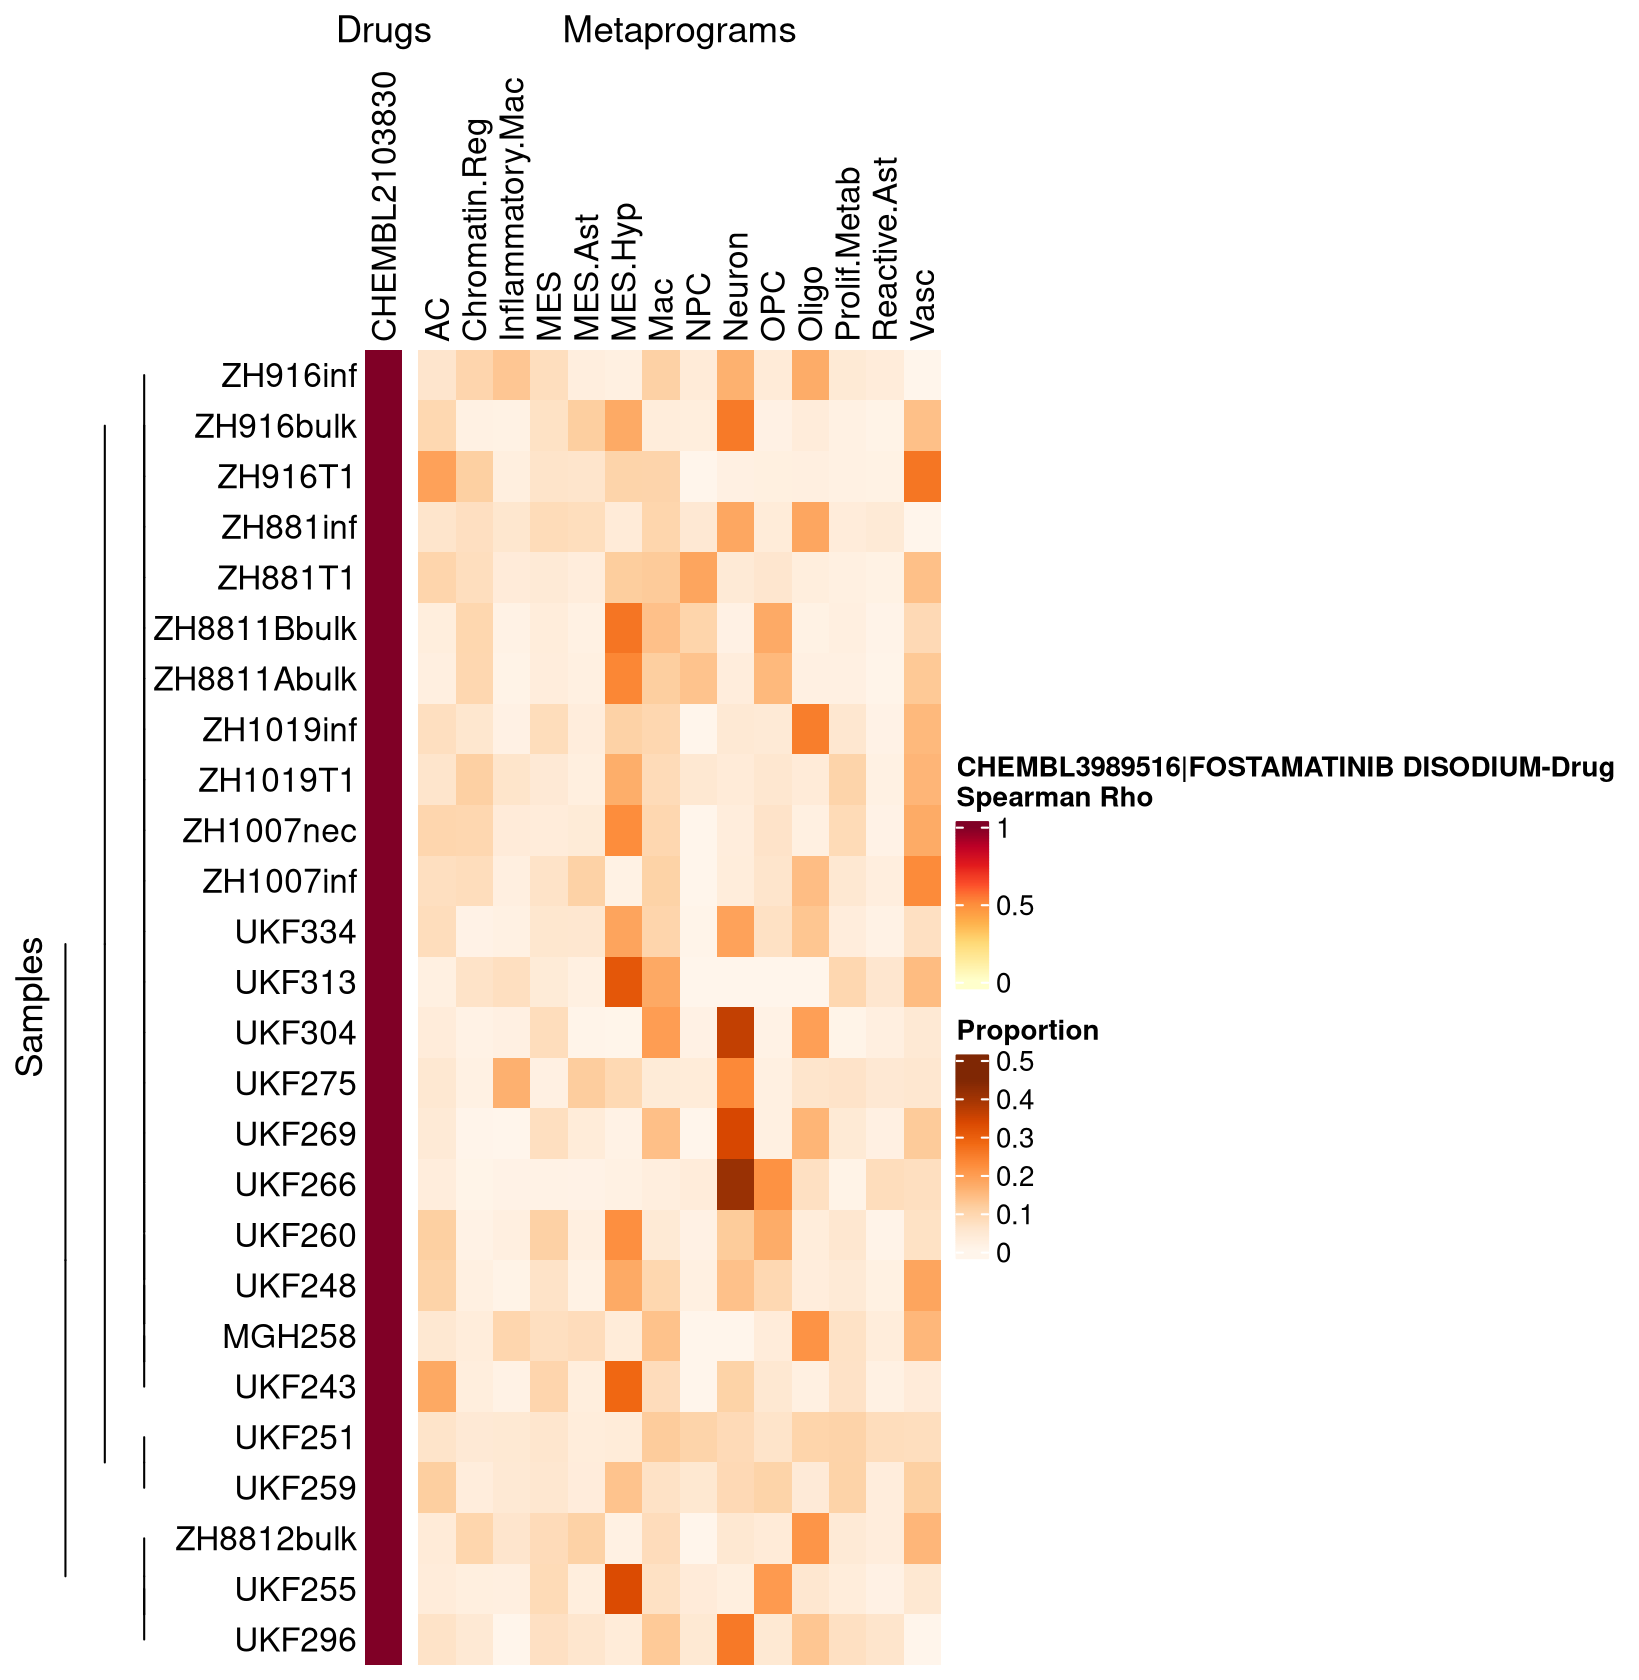 Drugs
Metaprograms
CHEMBL2103830
AC
Chromatin.Reg
Inflammatory.Mac
MES
MES.Ast
MES.Hyp
Mac
NPC
Neuron
OPC
Oligo
Prolif.Metab
Reactive.Ast
Vasc
Samples
ZH916inf
ZH916bulk
ZH916T1
ZH881inf
ZH881T1
ZH8811Bbulk
ZH8811Abulk
ZH1019inf
ZH1019T1
ZH1007nec
ZH1007inf
UKF334
UKF313
UKF304
UKF275
UKF269
UKF266
UKF260
UKF248
MGH258
UKF243
UKF251
UKF259
ZH8812bulk
UKF255
UKF296
CHEMBL3989516|FOSTAMATINIB DISODIUM-Drug
Spearman Rho
1
0.5
0
Proportion
0.5
0.4
0.3
0.2
0.1
0